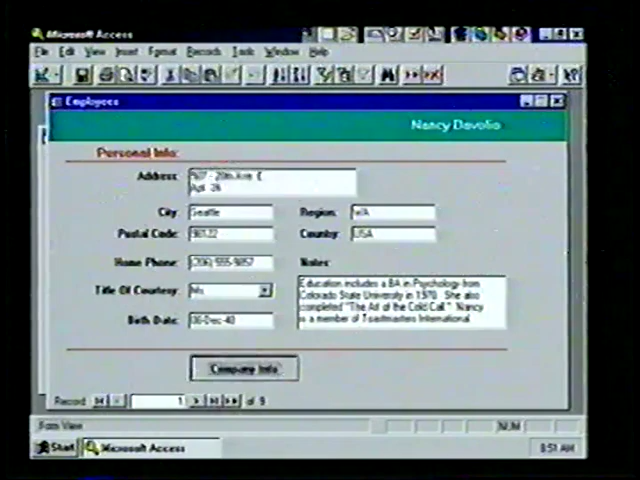 Microsoft Access
File Edit View Insert Format Records Tools Window Help
Employees
Nancy Davolio
Personal Info:
Address: 507 - 20th Ave. E.
Apt. 2A
City: Seattle Region: WA
Postal Code: 98122 Country: USA
Home Phone: (206) 555-9857 Notes:
Title Of Courtesy: Ms. Education includes a BA in Psychology from
Colorado State University in 1970. She also
completed "The Art of the Cold Call." Nancy
Birth Date: is a member of Toastmasters International.
Company Info
Record: 1 of 9
Form View NUM
Start Microsoft Access 8:51 AM